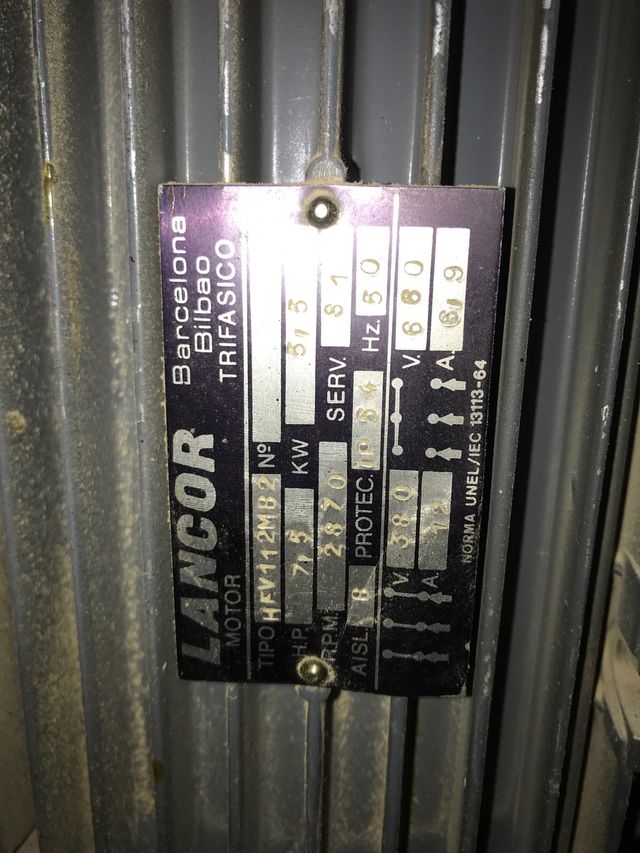 LANCOR Barcelona
Bilbao
MOTOR TRIFASICO
TIPO HFV112MB2 Nº
H.P. 7,5 KW 5,5
R.P.M. 2870 SERV. S1
AISL. B PROTEC. IP 54 Hz. 50
V. 380 V. 660
A. 12 A. 6,9
NORMA UNEL/IEC 13113-64